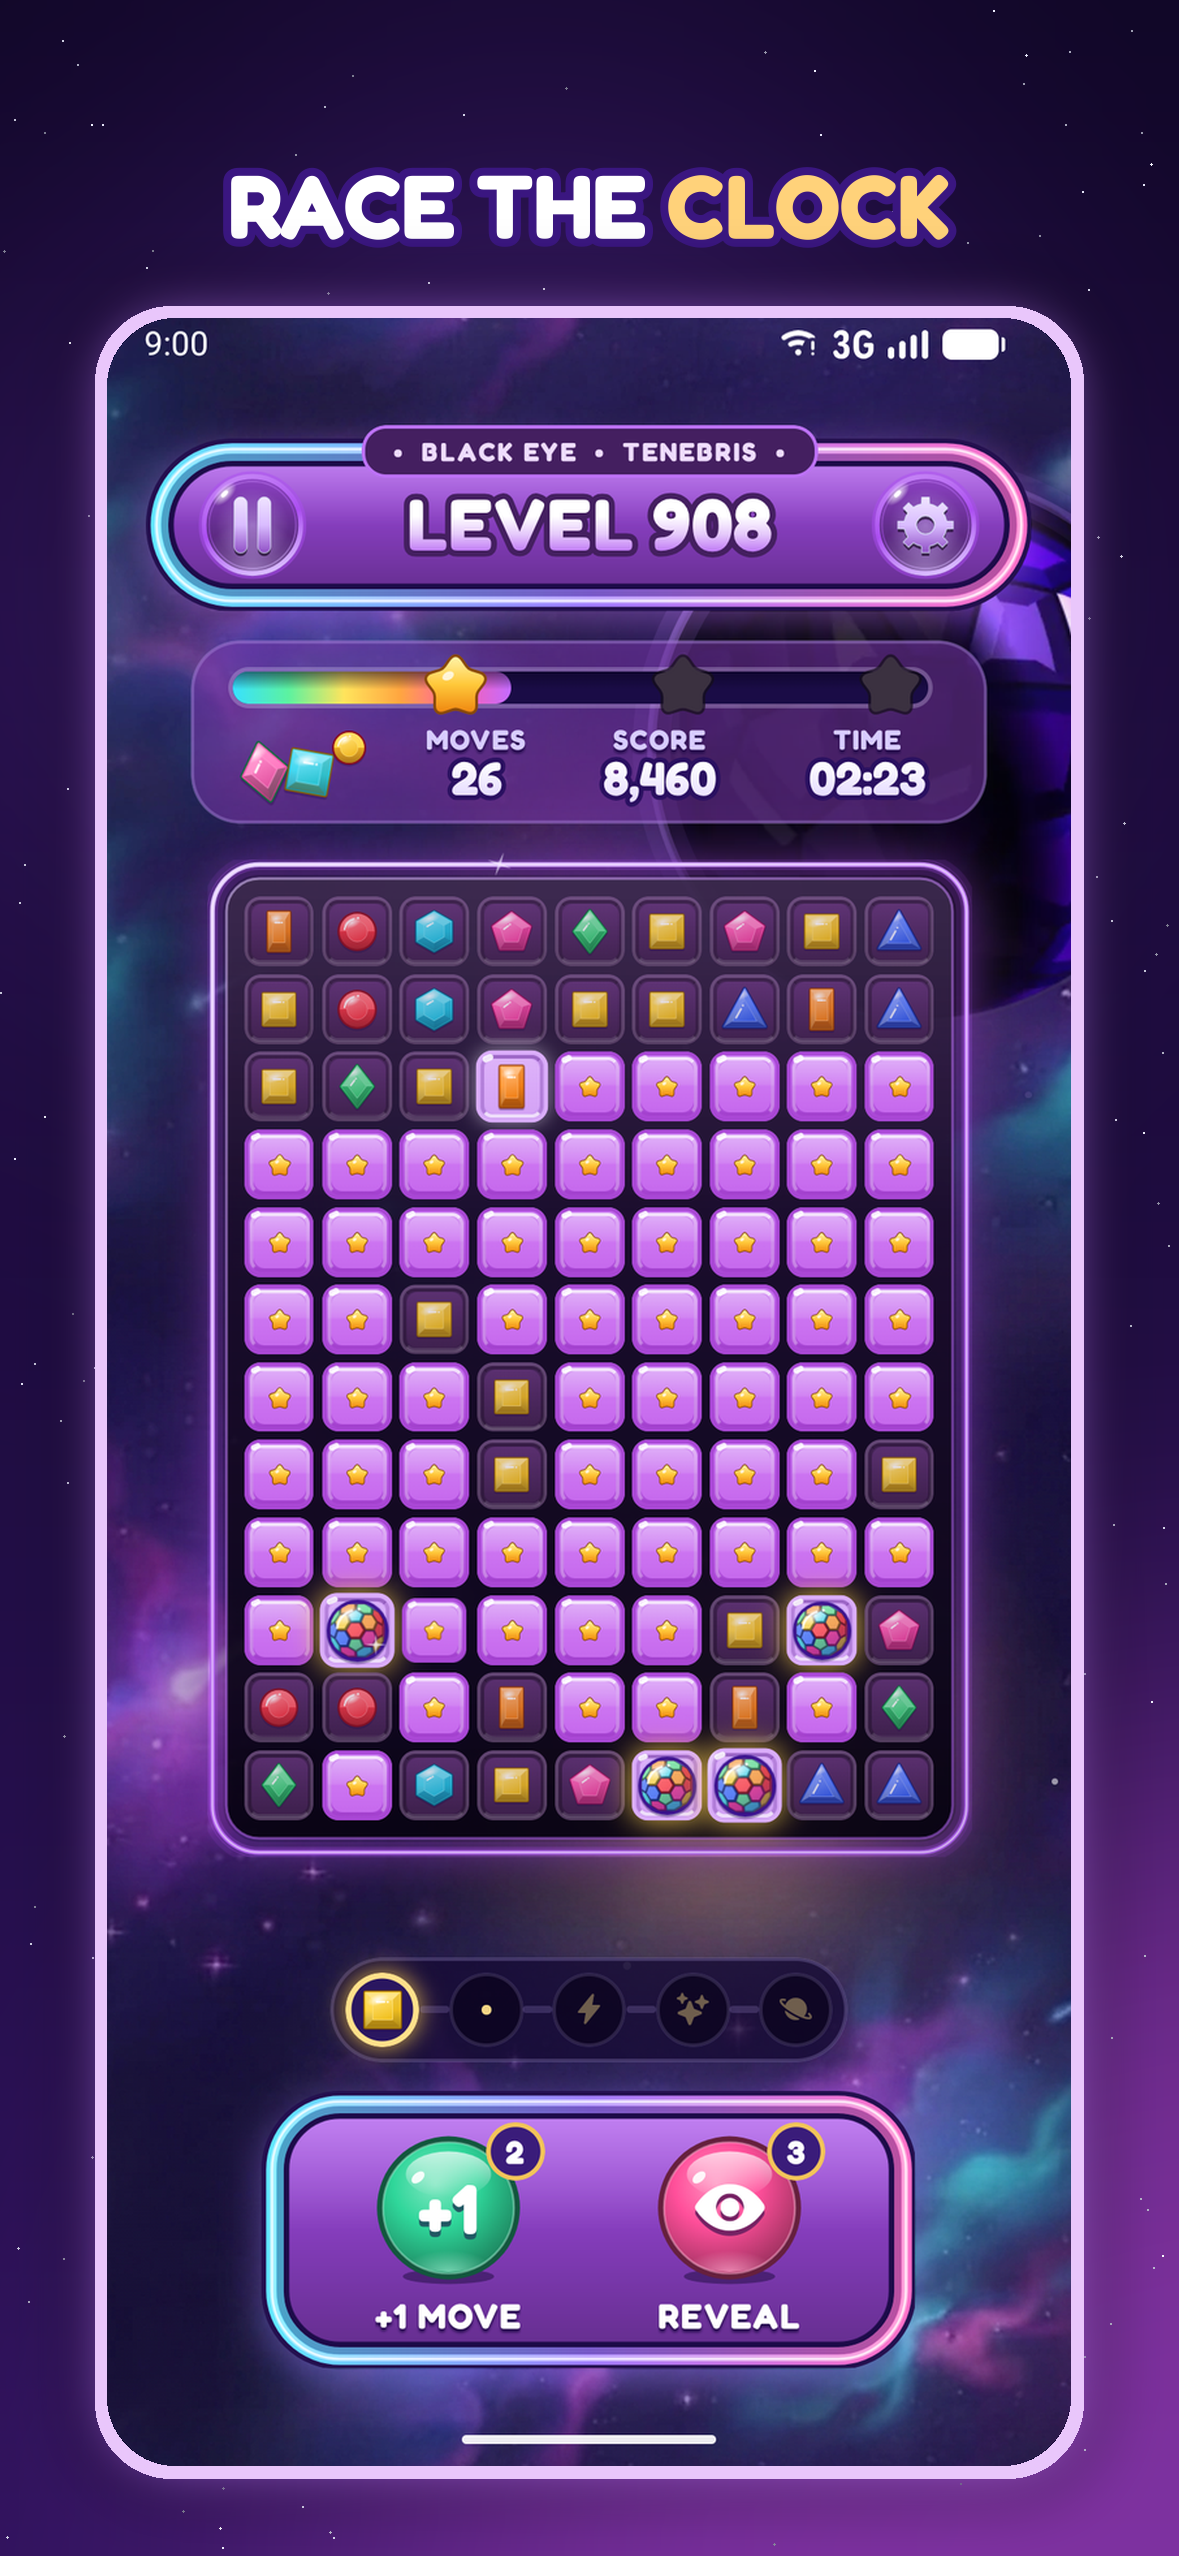 RACE THE CLOCK
9:00
3G
• BLACK EYE • TENEBRIS •
LEVEL 908
MOVES SCORE TIME
26 8,460 02:23
2 3
+1
+1 MOVE REVEAL